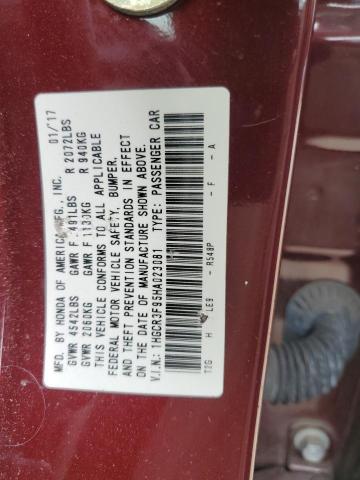 MFD. BY HONDA OF AMERICA MFG., INC. 01/17
GVWR 4542LBS GAWR F 2491LBS R 2072LBS
GVWR 2060KG GAWR F 1130KG R 940KG
THIS VEHICLE CONFORMS TO ALL APPLICABLE
FEDERAL MOTOR VEHICLE SAFETY, BUMPER,
AND THEFT PREVENTION STANDARDS IN EFFECT
ON THE DATE OF MANUFACTURE SHOWN ABOVE.
V.I.N.: 1HGCR3F95HA023081 TYPE: PASSENGER CAR
T2G H LE9 - R548P - F - A